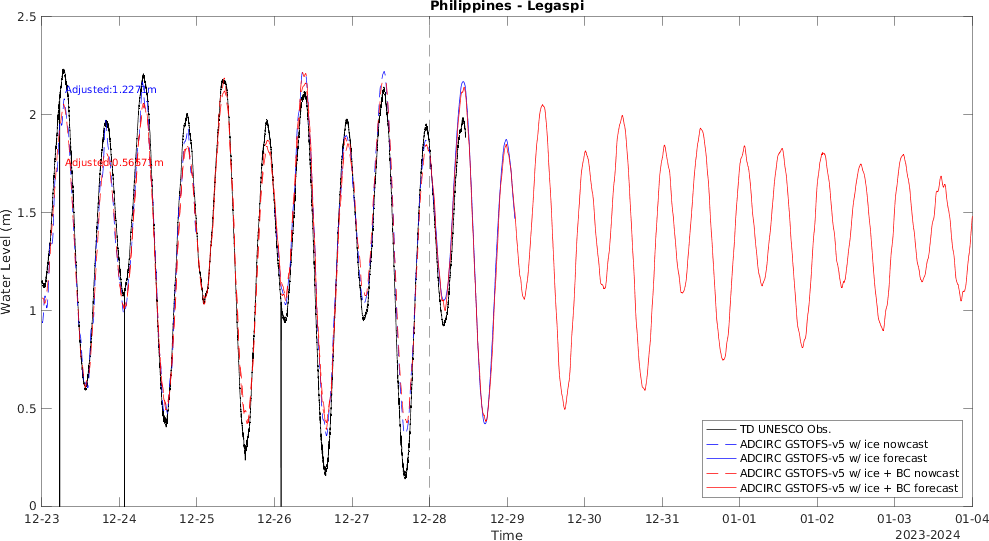 Philippines - Legaspi
2.5
2
1.5
1
0.5
0
Water Level (m)
Adjusted:1.2271m
Adjusted:0.56571m
TD UNESCO Obs.
ADCIRC GSTOFS-v5 w/ ice nowcast
ADCIRC GSTOFS-v5 w/ ice forecast
ADCIRC GSTOFS-v5 w/ ice + BC nowcast
ADCIRC GSTOFS-v5 w/ ice + BC forecast
12-23 12-24 12-25 12-26 12-27 12-28 12-29 12-30 12-31 01-01 01-02 01-03 01-04
Time
2023-2024